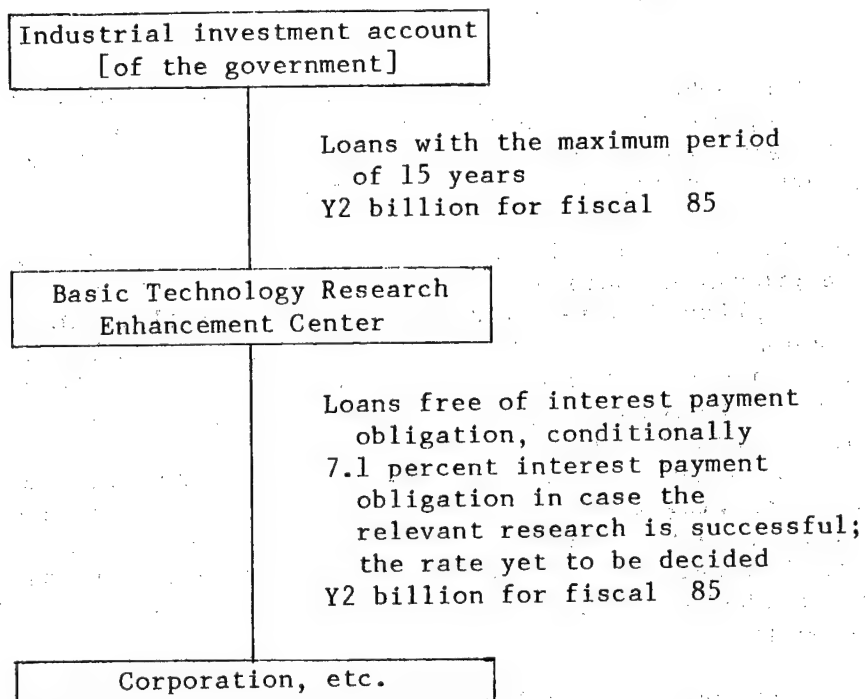 Industrial investment account
[of the government]
Loans with the maximum period
of 15 years
Y2 billion for fiscal 85
Basic Technology Research
Enhancement Center
Loans free of interest payment
obligation, conditionally
7.1 percent interest payment
obligation in case the
relevant research is successful;
the rate yet to be decided
Y2 billion for fiscal 85
Corporation, etc.